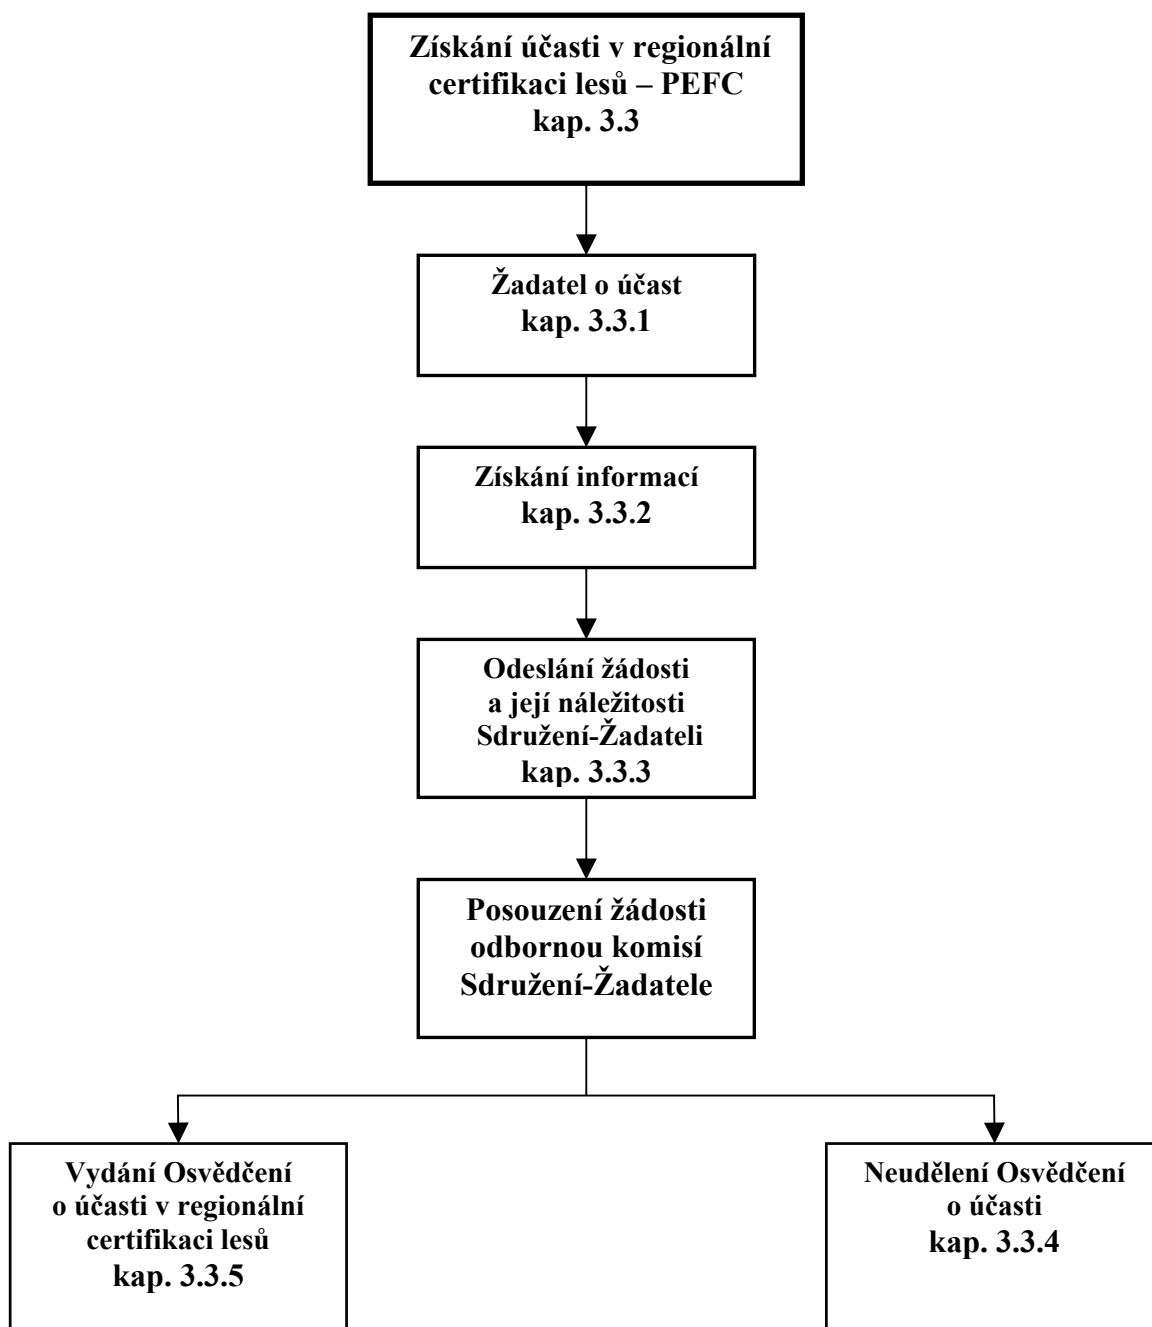 Získání účasti v regionální
certifikaci lesů – PEFC
kap. 3.3
Žadatel o účast
kap. 3.3.1
Získání informací
kap. 3.3.2
Odeslání žádosti
a její náležitosti
Sdružení-Žadateli
kap. 3.3.3
Posouzení žádosti
odbornou komisí
Sdružení-Žadatele
Vydání Osvědčení
o účasti v regionální
certifikaci lesů
kap. 3.3.5
Neudělení Osvědčení
o účasti
kap. 3.3.4